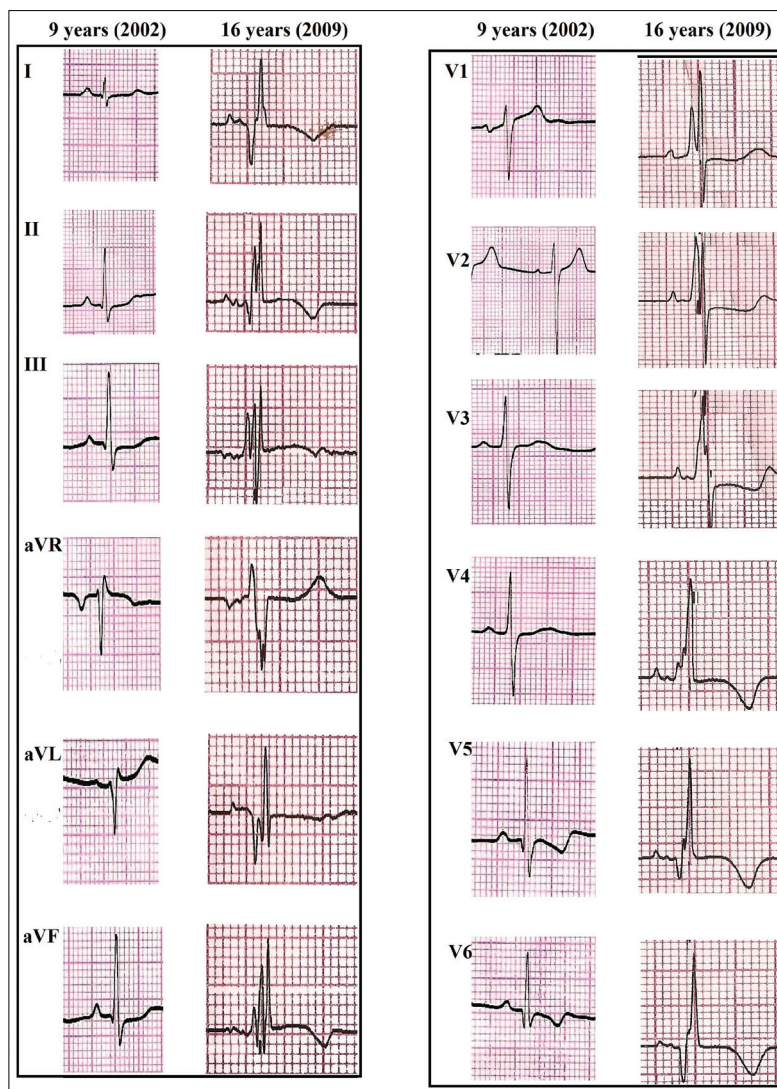 9 years (2002) 16 years (2009)
I
II
III
aVR
aVL
aVF
9 years (2002) 16 years (2009)
V1
V2
V3
V4
V5
V6